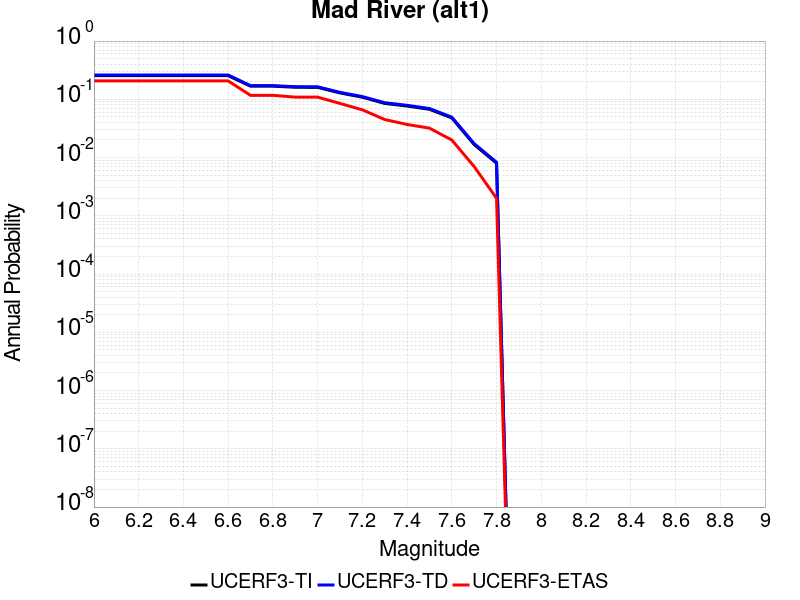 Mad River (alt1)
10 0
10 -1
10 -2
10 -3
10 -4
10 -5
10 -6
10 -7
10 -8
Annual Probability
6 6.2 6.4 6.6 6.8 7 7.2 7.4 7.6 7.8 8 8.2 8.4 8.6 8.8 9
Magnitude
UCERF3-TI UCERF3-TD UCERF3-ETAS